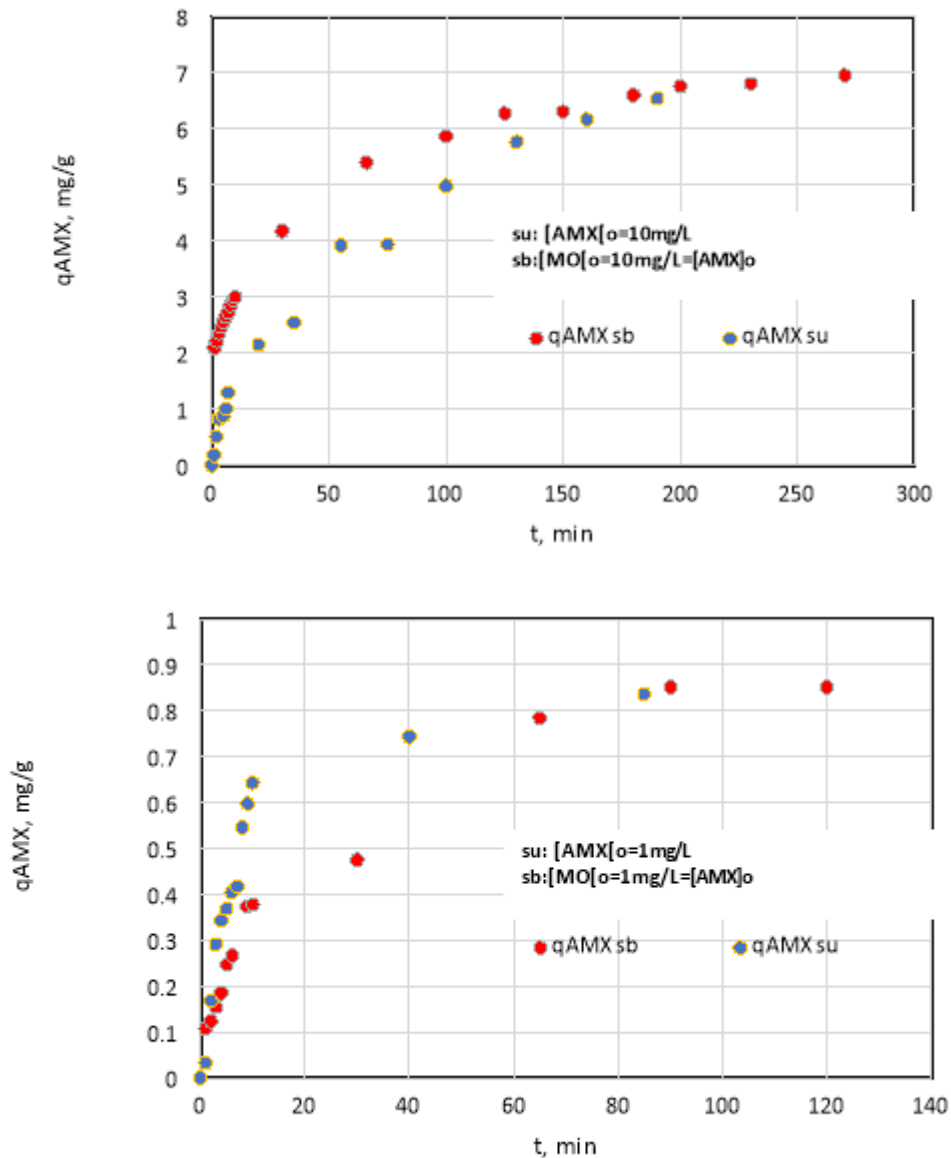 8
7
6
5
4
3
2
1
0
qAMX, mg/g
su: [AMX[o=10mg/L
sb:[MO[o=10mg/L=[AMX]o
qAMX sb
qAMX su
0 50 100 150 200 250 300
t, min
1
0.9
0.8
0.7
0.6
0.5
0.4
0.3
0.2
0.1
0
qAMX, mg/g
su: [AMX[o=1mg/L
sb:[MO[o=1mg/L=[AMX]o
qAMX sb
qAMX su
0 20 40 60 80 100 120 140
t, min